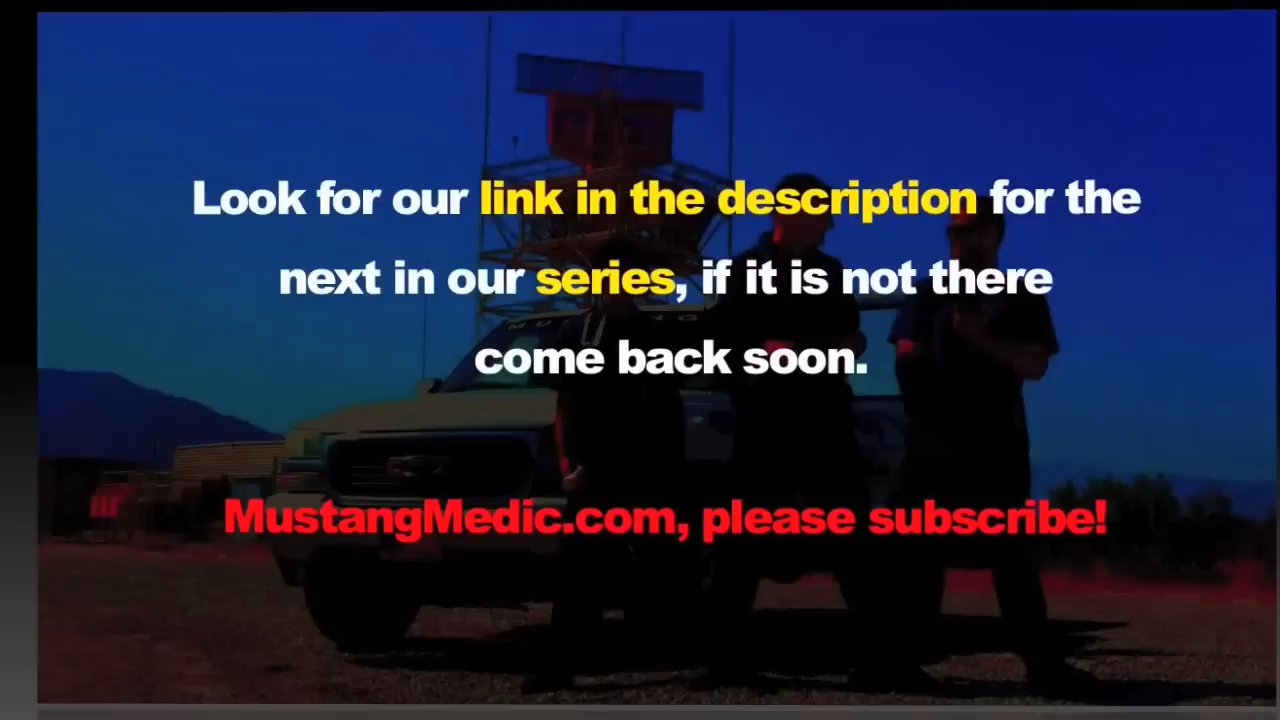 Look for our link in the description for the
next in our series, if it is not there
come back soon.
MustangMedic.com, please subscribe!